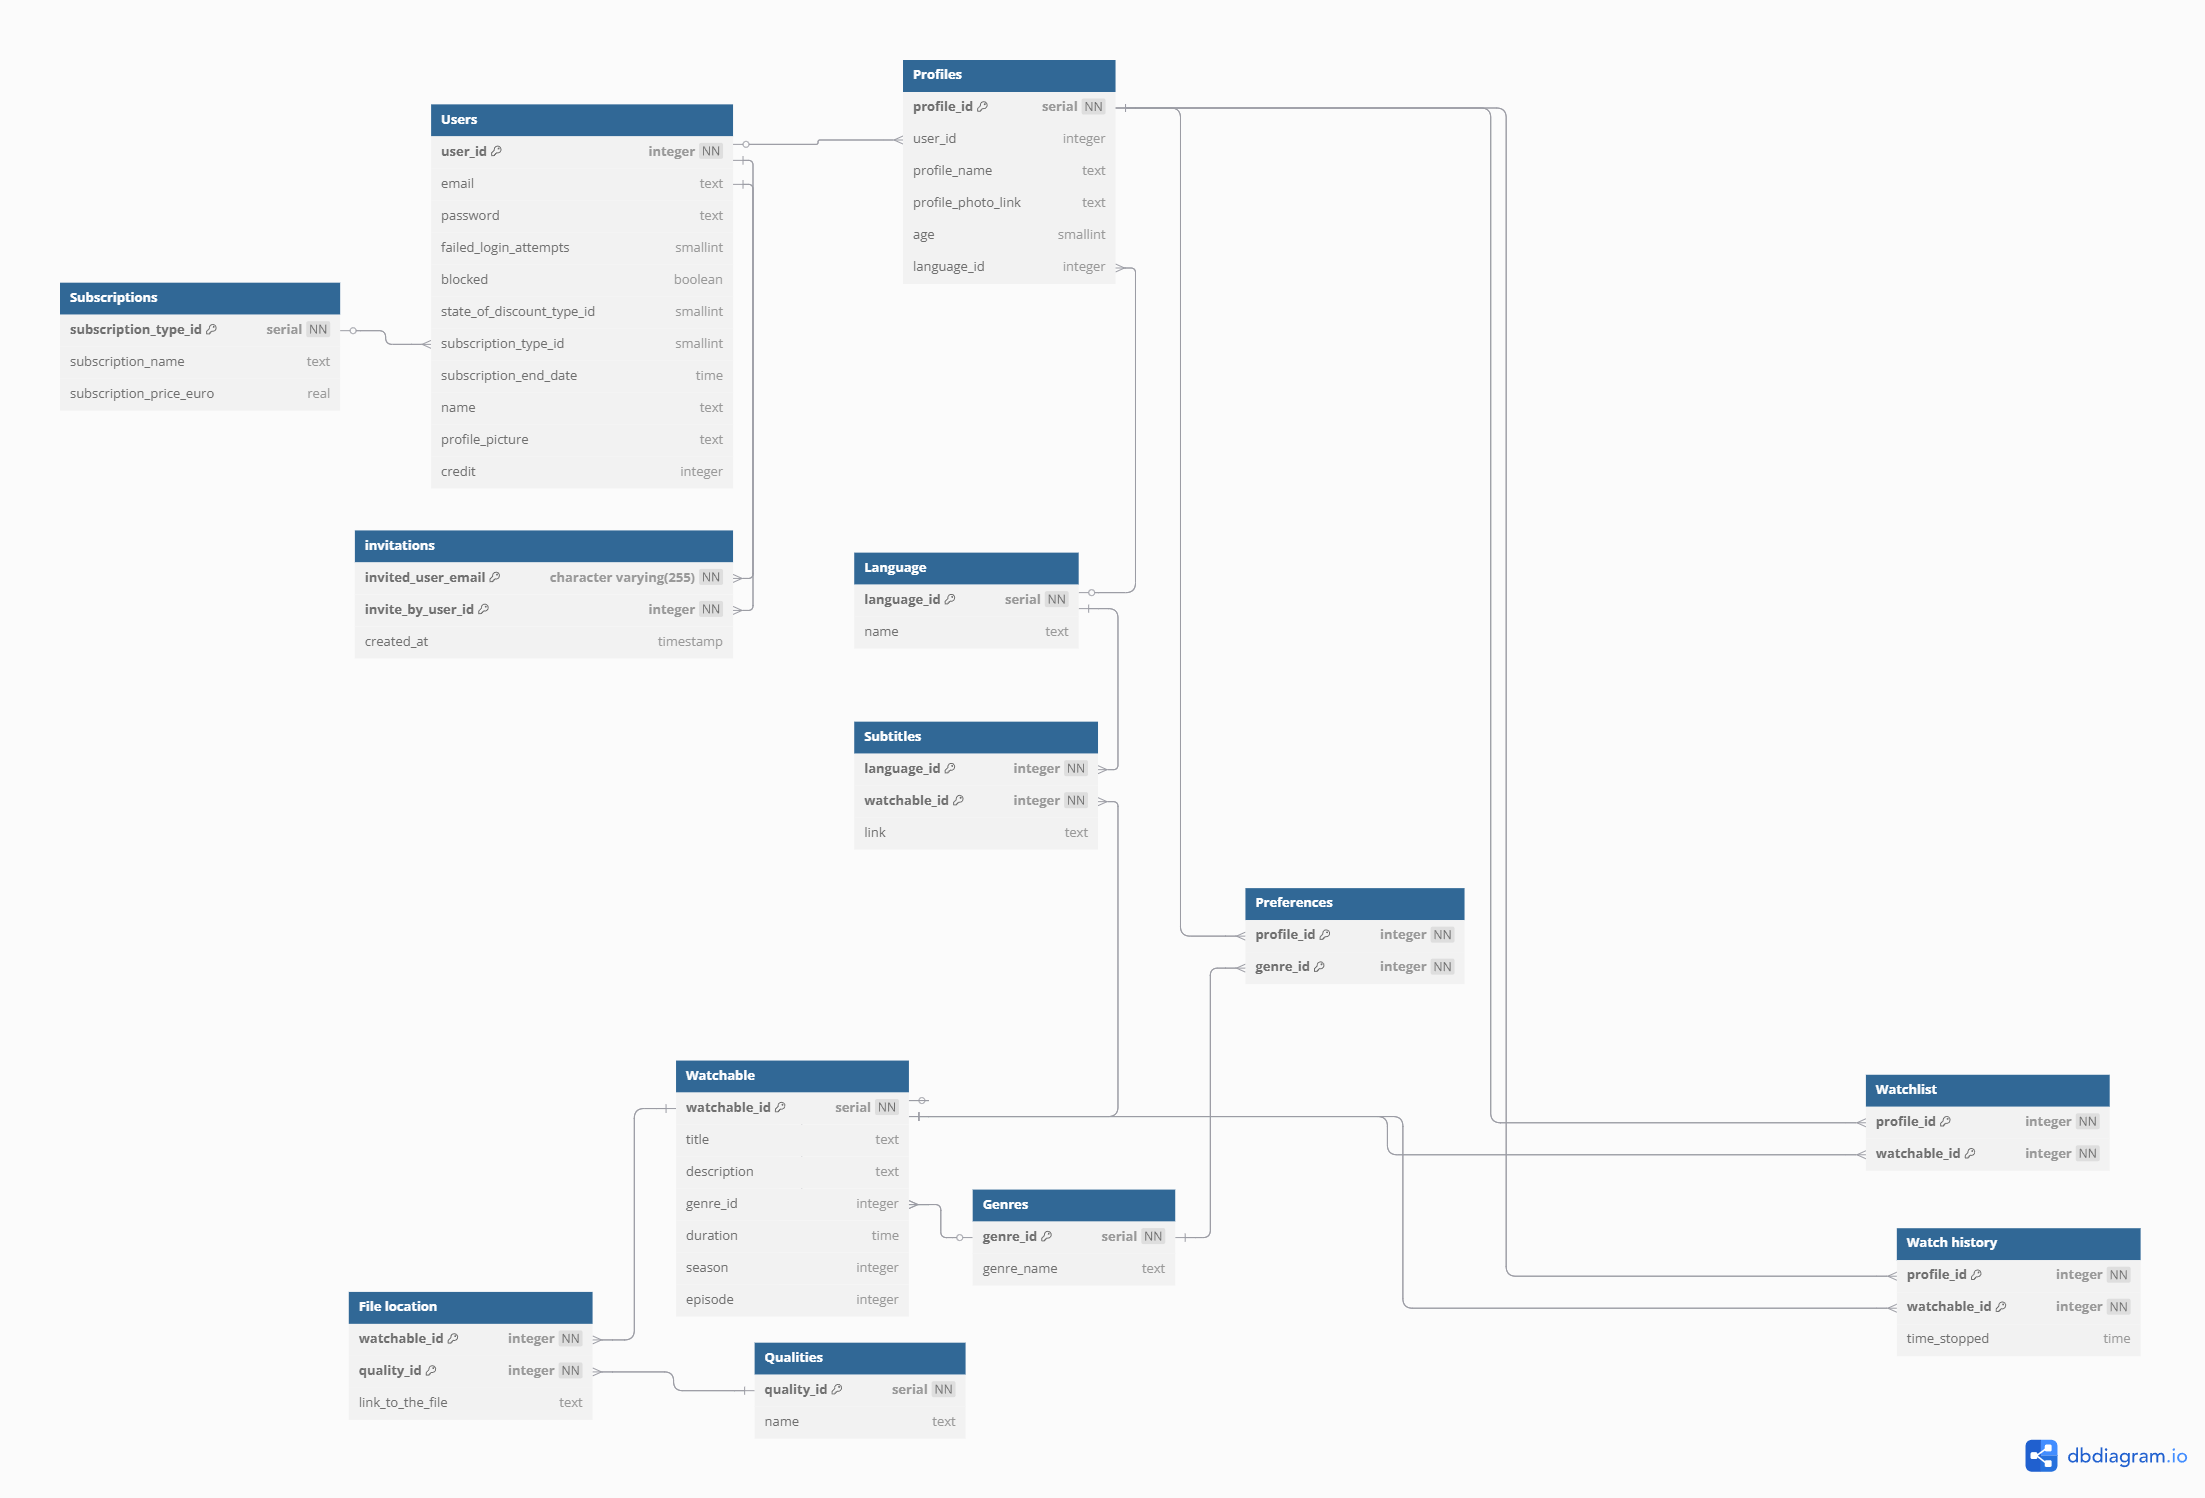 Profiles
profile_id serial NN
user_id integer
profile_name text
profile_photo_link text
age smallint
language_id integer
Users
user_id integer NN
email text
password text
failed_login_attempts smallint
blocked boolean
state_of_discount_type_id smallint
subscription_type_id smallint
subscription_end_date time
name text
profile_picture text
credit integer
Subscriptions
subscription_type_id serial NN
subscription_name text
subscription_price_euro real
invitations
invited_user_email character varying(255) NN
invite_by_user_id integer NN
created_at timestamp
Language
language_id serial NN
name text
Subtitles
language_id integer NN
watchable_id integer NN
link text
Preferences
profile_id integer NN
genre_id integer NN
Watchable
watchable_id serial NN
title text
description text
genre_id integer
duration time
season integer
episode integer
Watchlist
profile_id integer NN
watchable_id integer NN
Genres
genre_id serial NN
genre_name text
Watch history
profile_id integer NN
watchable_id integer NN
time_stopped time
File location
watchable_id integer NN
quality_id integer NN
link_to_the_file text
Qualities
quality_id serial NN
name text
dbdiagram.io